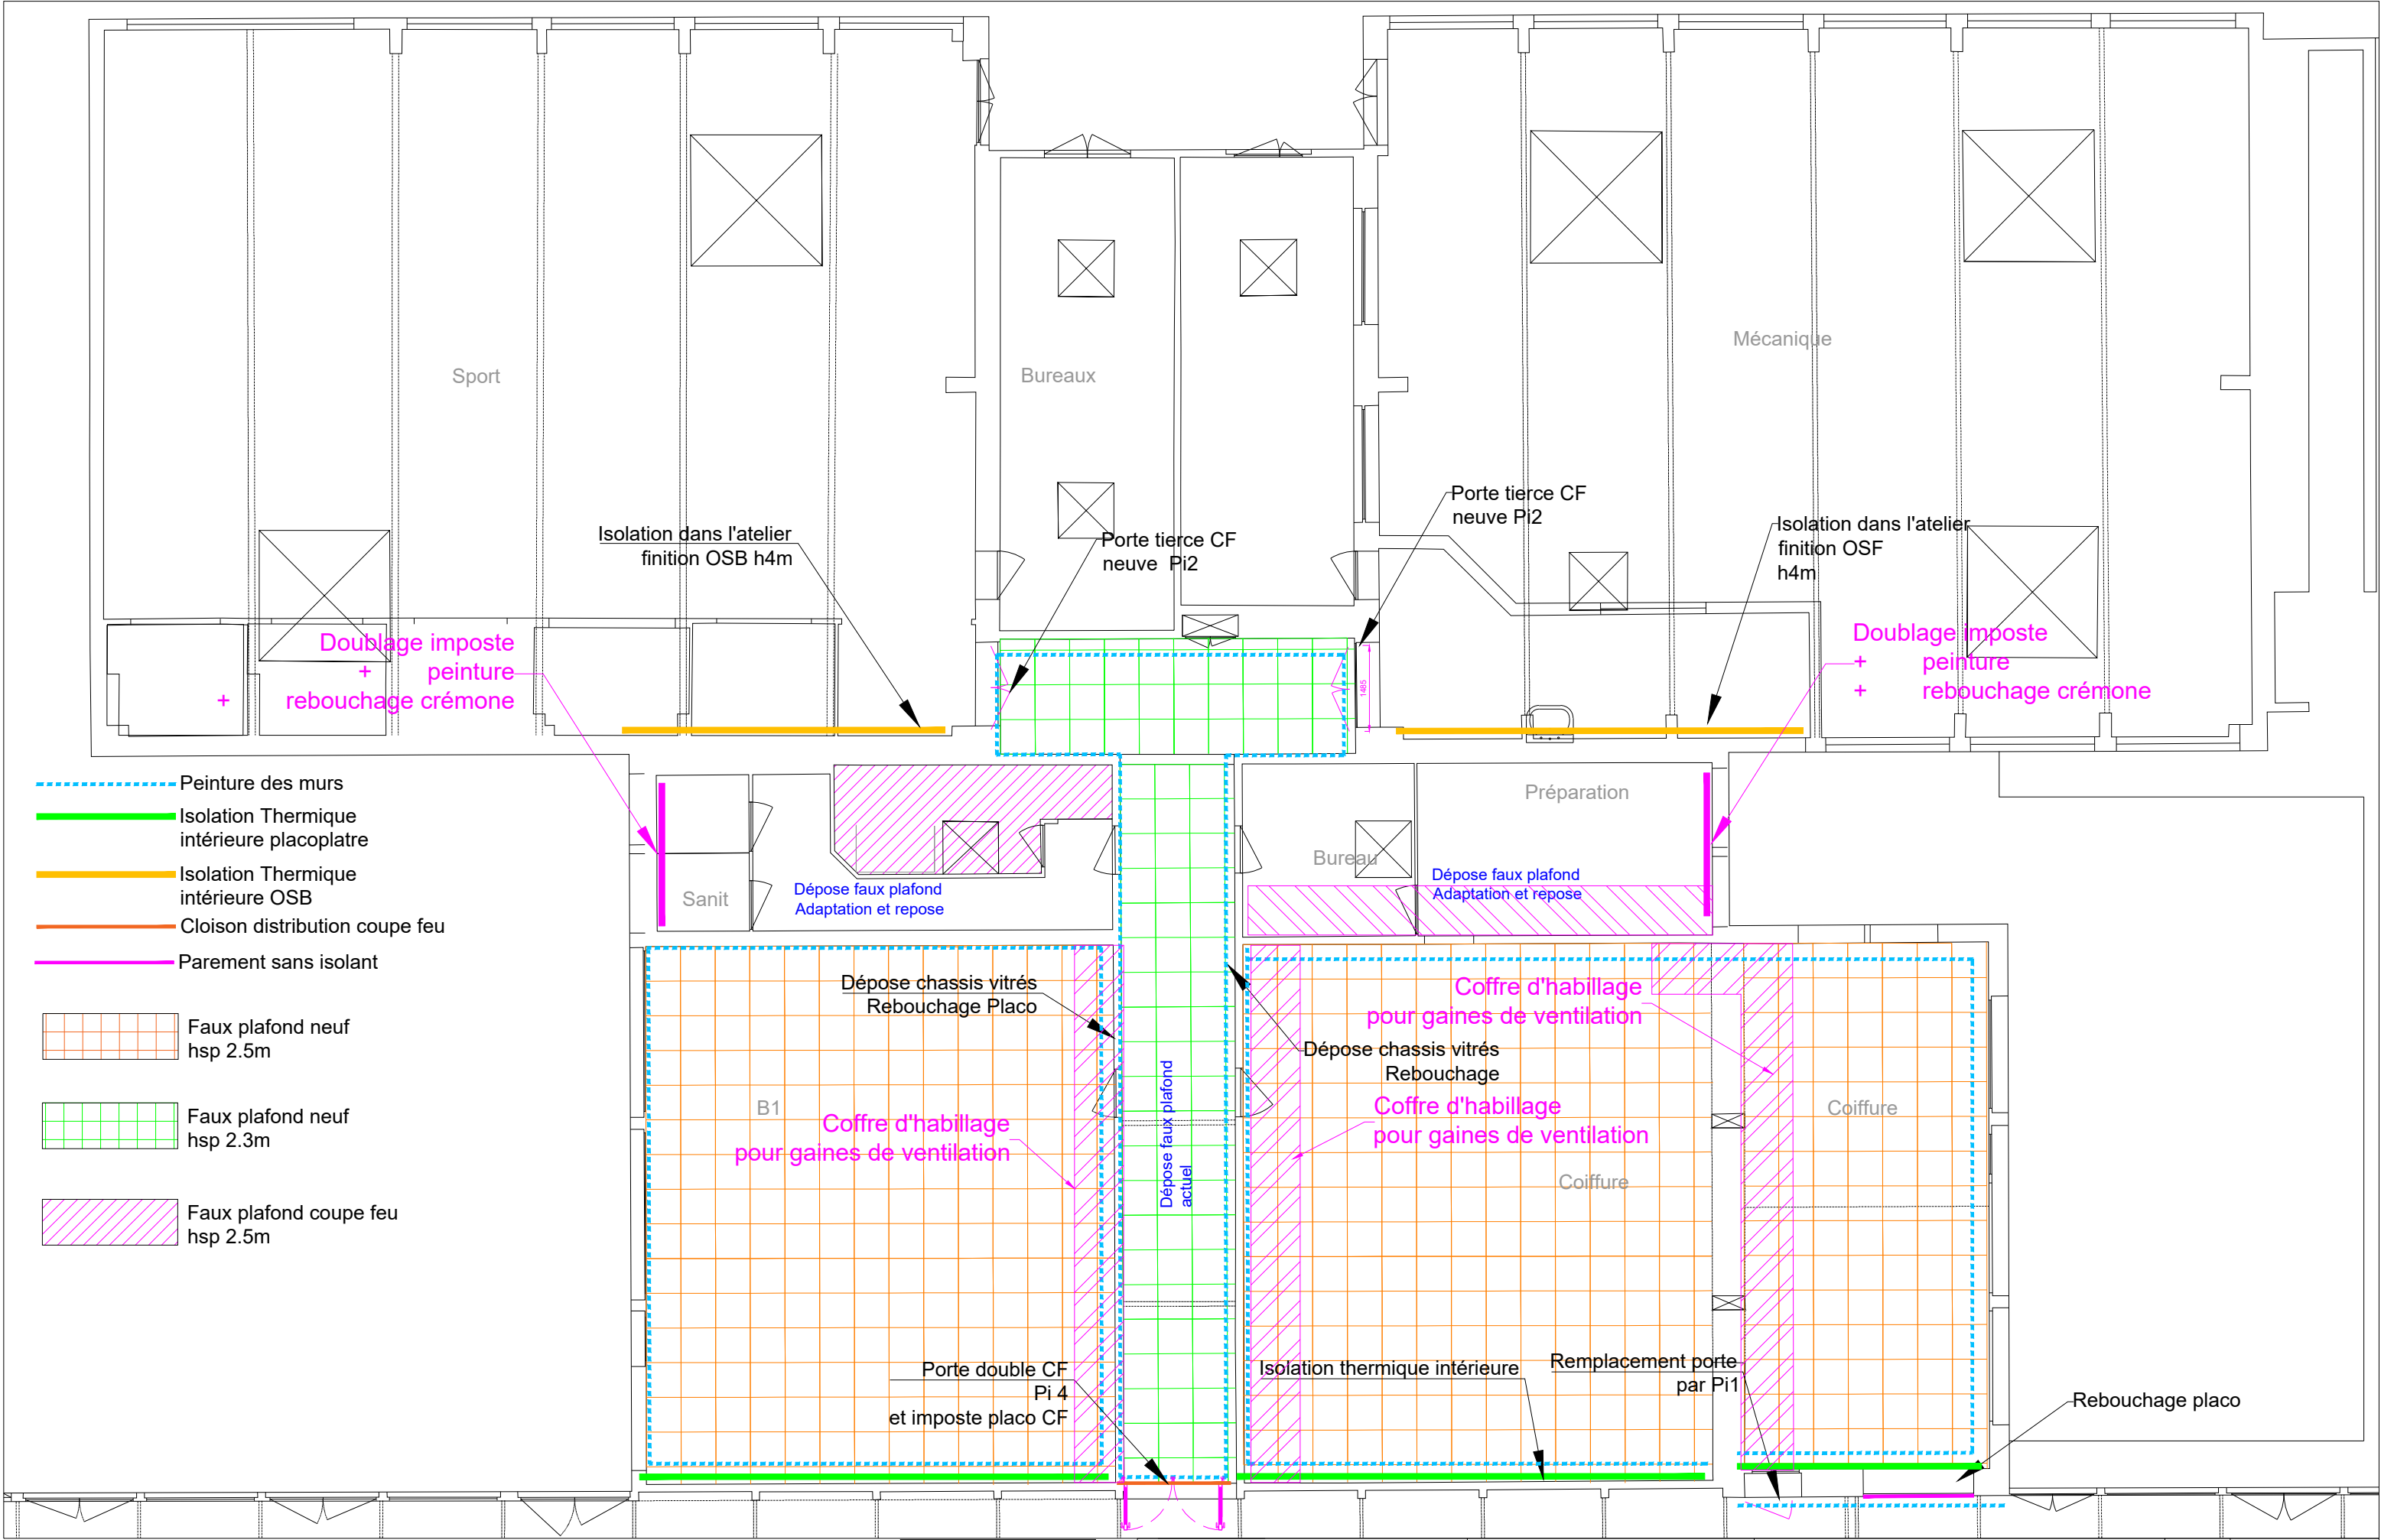 Sport
Bureaux
Mécanique
Isolation dans l'atelier
finition OSB h4m
Porte tierce CF
neuve  Pi2
Porte tierce CF
neuve Pi2
Isolation dans l'atelier
finition OSF
h4m
Doublage imposte
+ peinture
+ rebouchage crémone
1485
Doublage imposte
+ peinture
+ rebouchage crémone
Peinture des murs
Isolation Thermique
intérieure placoplatre
Isolation Thermique
intérieure OSB
Cloison distribution coupe feu
Parement sans isolant
Faux plafond neuf
hsp 2.5m
Faux plafond neuf
hsp 2.3m
Faux plafond coupe feu
hsp 2.5m
Sanit
Dépose faux plafond
Adaptation et repose
Bureau
Préparation
Dépose faux plafond
Adaptation et repose
Dépose chassis vitrés
Rebouchage Placo
B1
Coffre d'habillage
pour gaines de ventilation
Dépose faux plafond
actuel
Coffre d'habillage
pour gaines de ventilation
Dépose chassis vitrés
Rebouchage
Coffre d'habillage
pour gaines de ventilation
Coiffure
Coiffure
Porte double CF
Pi 4
et imposte placo CF
Isolation thermique intérieure
Remplacement porte
par Pi1
Rebouchage placo